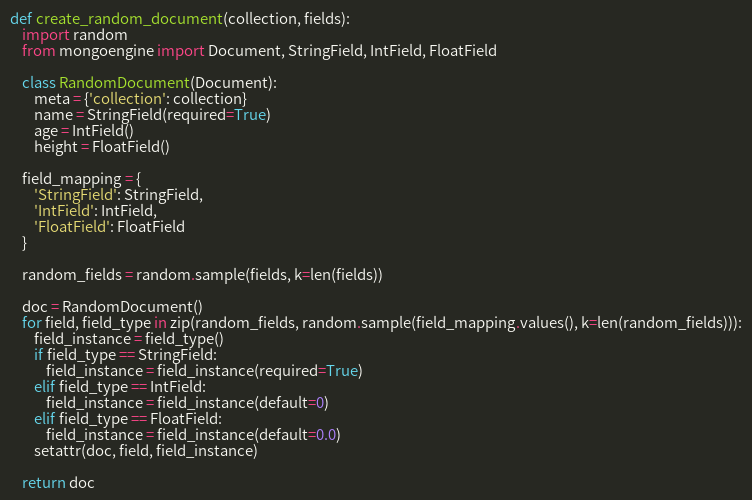 def create_random_document(collection, fields):
    import random
    from mongoengine import Document, StringField, IntField, FloatField

    class RandomDocument(Document):
        meta = {'collection': collection}
        name = StringField(required=True)
        age = IntField()
        height = FloatField()

    field_mapping = {
        'StringField': StringField,
        'IntField': IntField,
        'FloatField': FloatField
    }

    random_fields = random.sample(fields, k=len(fields))

    doc = RandomDocument()
    for field, field_type in zip(random_fields, random.sample(field_mapping.values(), k=len(random_fields))):
        field_instance = field_type()
        if field_type == StringField:
            field_instance = field_instance(required=True)
        elif field_type == IntField:
            field_instance = field_instance(default=0)
        elif field_type == FloatField:
            field_instance = field_instance(default=0.0)
        setattr(doc, field, field_instance)

    return doc